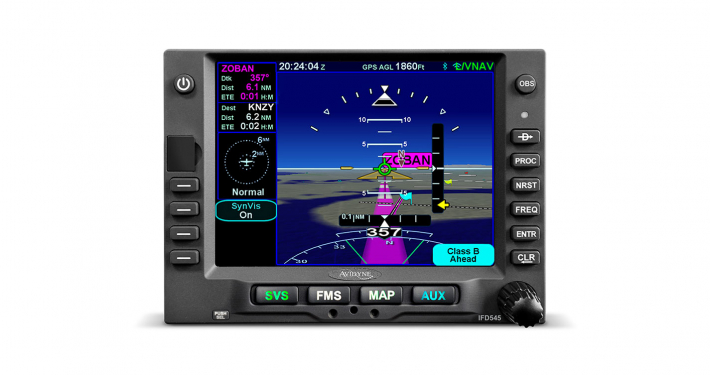 ZOBAN
Dtk 357°
Dist 6.1 NM
ETE 0:01 H:M
Dest KNZY
Dist 6.2 NM
ETE 0:02 H:M
20:24:04 Z
GPS AGL 1860Ft
/VNAV
OBS
6NM
2NM
Normal
SynVis
On
10 10
5 5
N
ZOBAN
5 5
0.1 NM
357
N
30
33
3
Class B
Ahead
D
PROC
NRST
FREQ
ENTR
CLR
AVIDYNE
SVS FMS MAP AUX
PUSH
SEL
IFD545